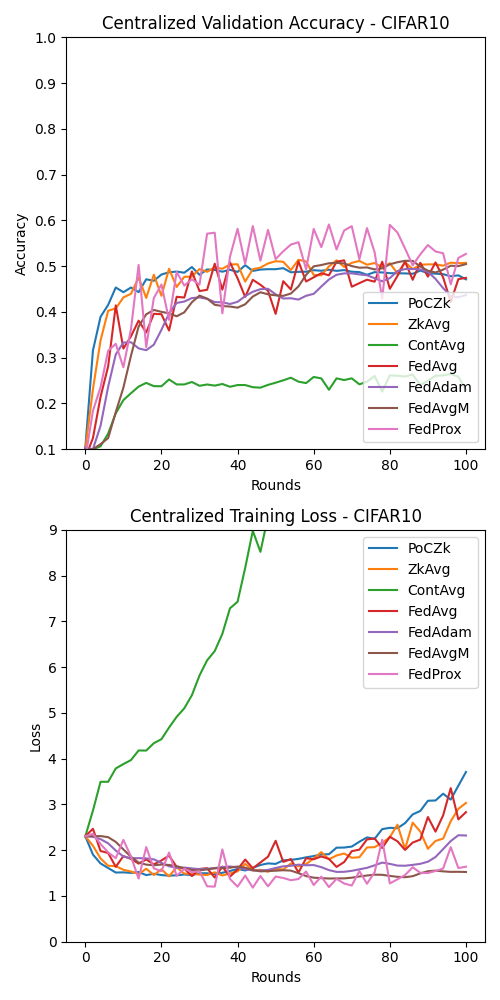 Centralized Validation Accuracy - CIFAR10
1.0
0.9
0.8
0.7
0.6
0.5
0.4
0.3
0.2
0.1
Accuracy
PoCZk
ZkAvg
ContAvg
FedAvg
FedAdam
FedAvgM
FedProx
0 20 40 60 80 100
Rounds
Centralized Training Loss - CIFAR10
9
8
7
6
5
4
3
2
1
0
Loss
PoCZk
ZkAvg
ContAvg
FedAvg
FedAdam
FedAvgM
FedProx
0 20 40 60 80 100
Rounds